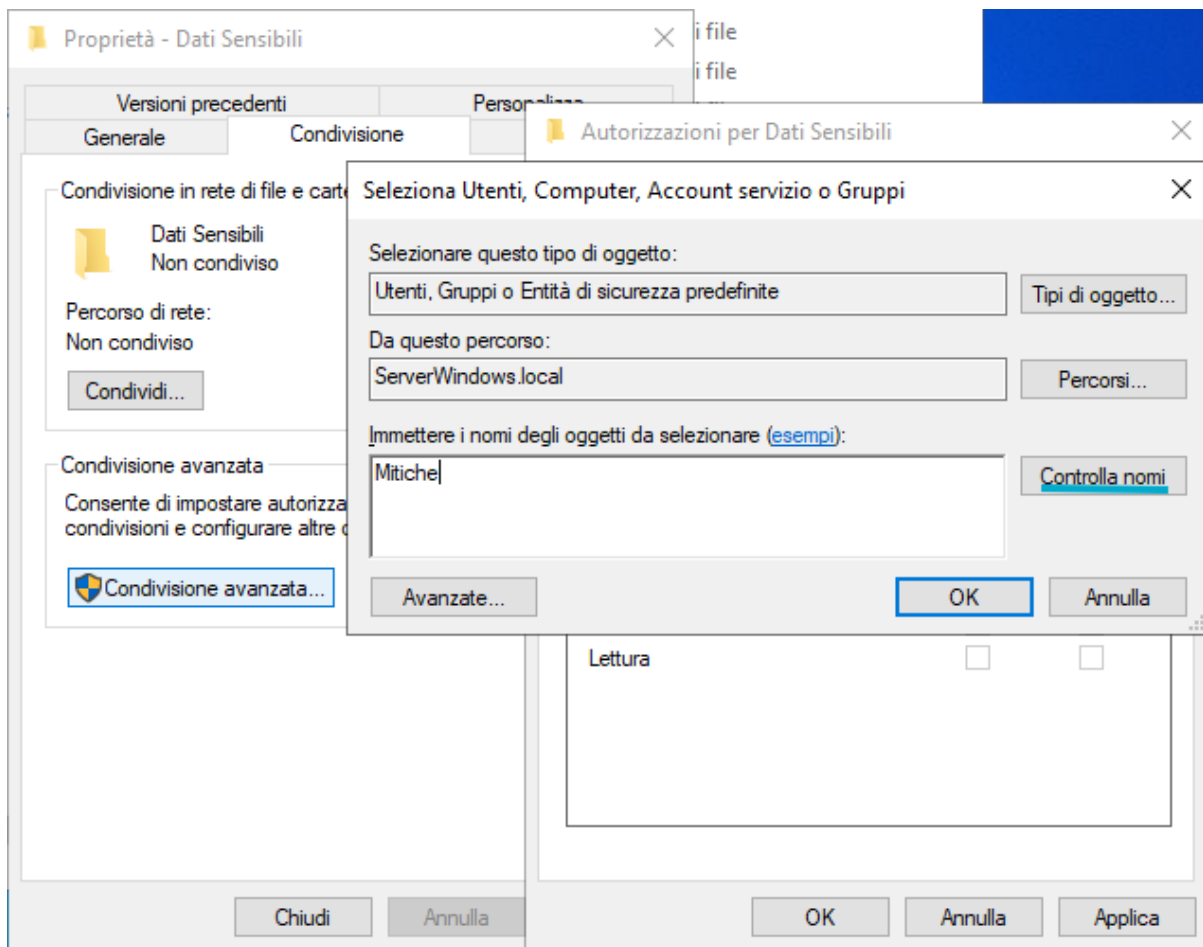 Proprietà - Dati Sensibili
i file
i file
Versioni precedenti
Generale
Condivisione
Condivisione in rete di file e carte
Dati Sensibili
Non condiviso
Percorso di rete:
Non condiviso
Condividi...
Condivisione avanzata
Consente di impostare autorizza
condivisioni e configurare altre
Condivisione avanzata...
Chiudi
Annulla
Autorizzazioni per Dati Sensibili
Seleziona Utenti, Computer, Account servizio o Gruppi
Selezionare questo tipo di oggetto:
Utenti, Gruppi o Entità di sicurezza predefinite
Tipi di oggetto...
Da questo percorso:
ServerWindows.local
Percorsi...
Immettere i nomi degli oggetti da selezionare (esempi):
Mitiche
Controlla nomi
Avanzate...
OK
Annulla
Lettura
OK
Annulla
Applica